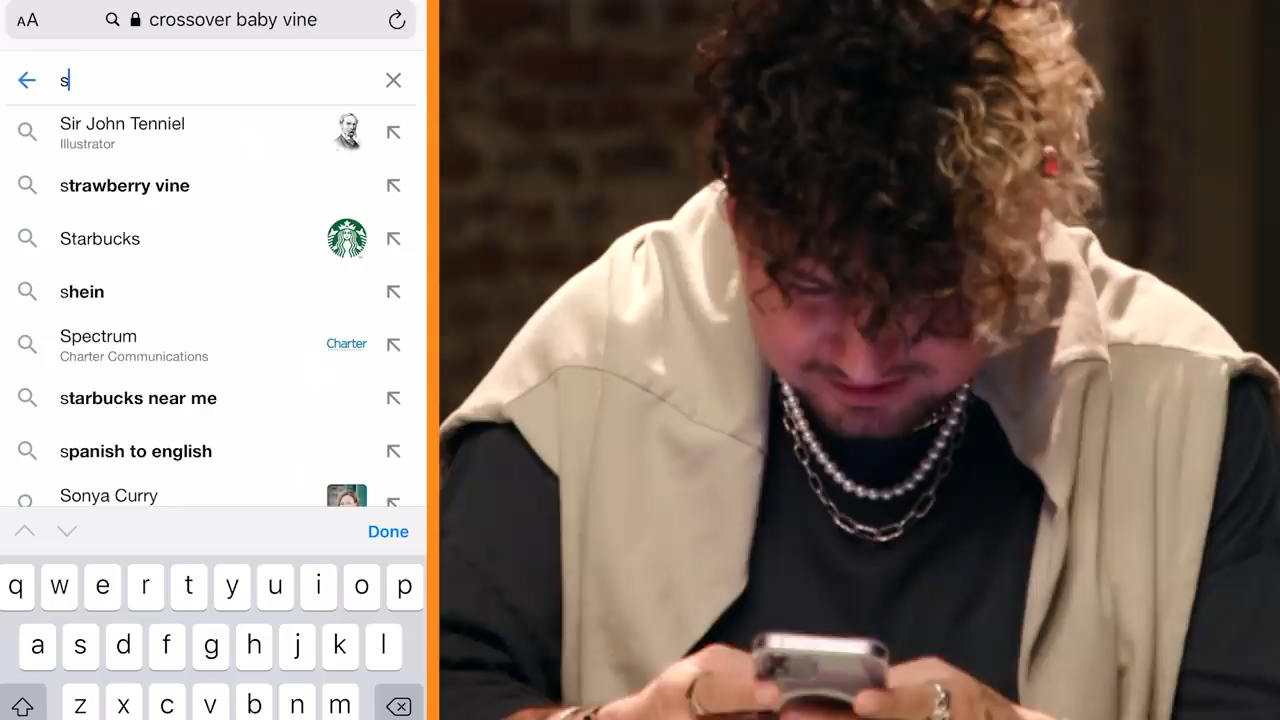 AA crossover baby vine
s
Sir John Tenniel
Illustrator
strawberry vine
Starbucks
shein
Spectrum
Charter Communications
Charter
starbucks near me
spanish to english
Sonya Curry
Done
q w e r t y u i o p
a s d f g h j k l
z x c v b n m